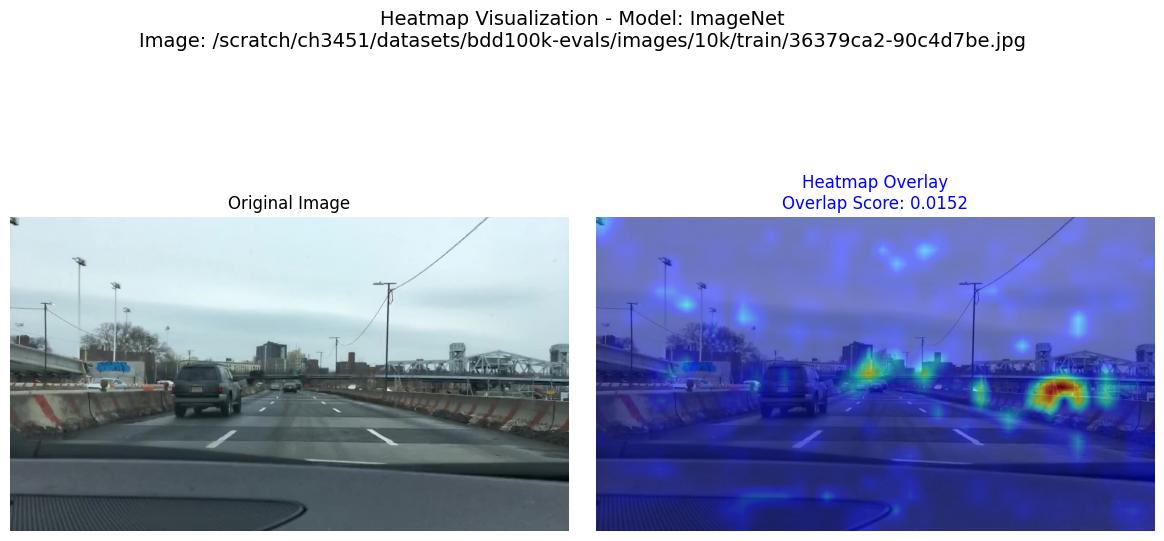 Heatmap Visualization - Model: ImageNet
Image: /scratch/ch3451/datasets/bdd100k-evals/images/10k/train/36379ca2-90c4d7be.jpg
Original Image
Heatmap Overlay
Overlap Score: 0.0152